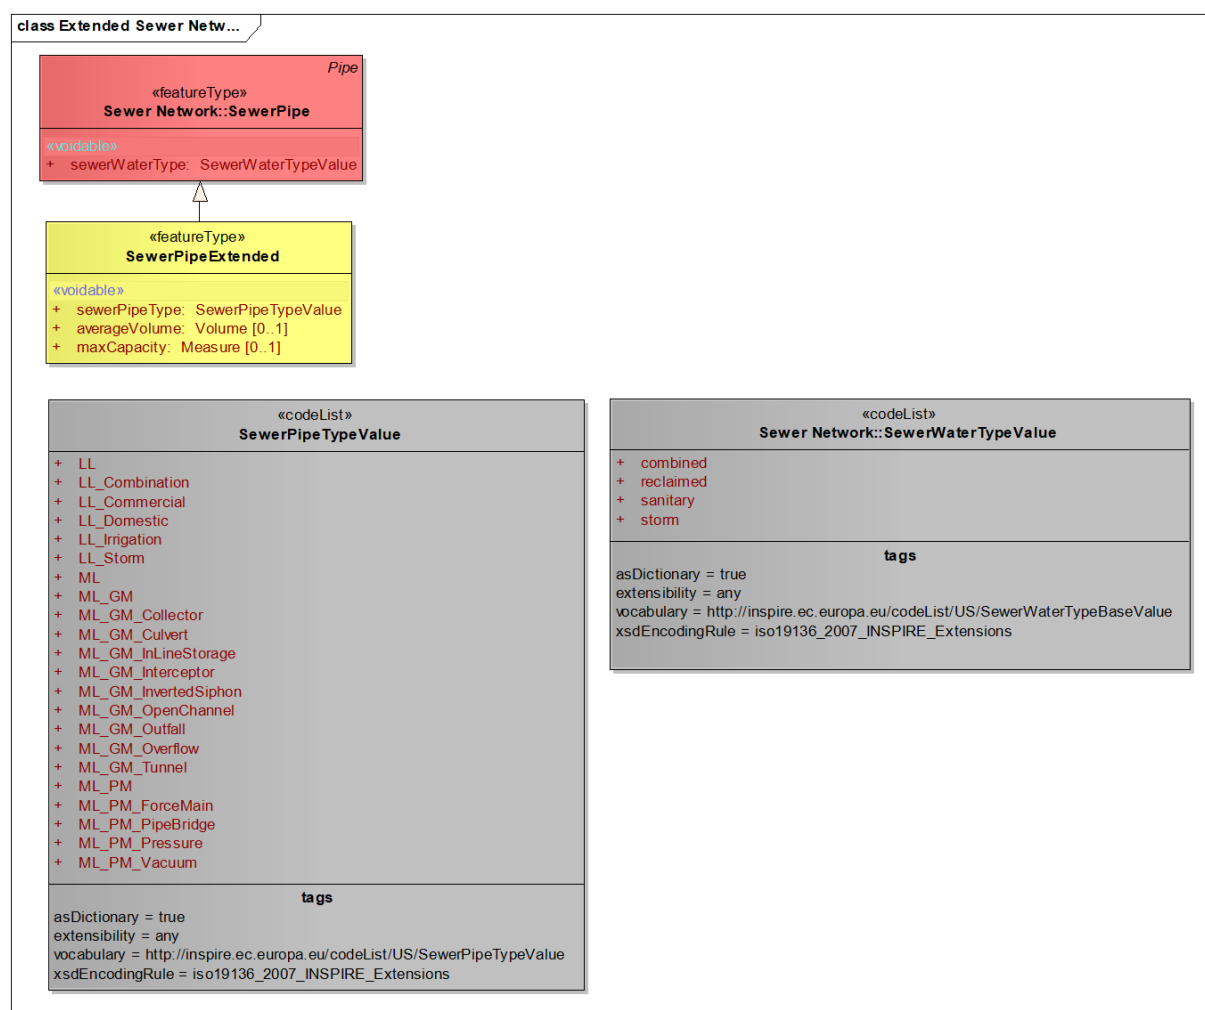 class Extended Sewer Netw...
Pipe
«featureType»
Sewer Network::SewerPipe
«voidable»
+ sewerWaterType: SewerWaterTypeValue
«featureType»
SewerPipeExtended
«voidable»
+ sewerPipeType: SewerPipeTypeValue
+ averageVolume: Volume [0..1]
+ maxCapacity: Measure [0..1]
«codeList»
SewerPipeTypeValue
+ LL
+ LL_Combination
+ LL_Commercial
+ LL_Domestic
+ LL_Irrigation
+ LL_Storm
+ ML
+ ML_GM
+ ML_GM_Collector
+ ML_GM_Culvert
+ ML_GM_InLineStorage
+ ML_GM_Interceptor
+ ML_GM_InvertedSiphon
+ ML_GM_OpenChannel
+ ML_GM_Outfall
+ ML_GM_Overflow
+ ML_GM_Tunnel
+ ML_PM
+ ML_PM_ForceMain
+ ML_PM_PipeBridge
+ ML_PM_Pressure
+ ML_PM_Vacuum
tags
asDictionary = true
extensibility = any
vocabulary = http://inspire.ec.europa.eu/codeList/US/SewerPipeTypeValue
xsdEncodingRule = iso19136_2007_INSPIRE_Extensions
«codeList»
Sewer Network::SewerWaterTypeValue
+ combined
+ reclaimed
+ sanitary
+ storm
tags
asDictionary = true
extensibility = any
vocabulary = http://inspire.ec.europa.eu/codeList/US/SewerWaterTypeBaseValue
xsdEncodingRule = iso19136_2007_INSPIRE_Extensions